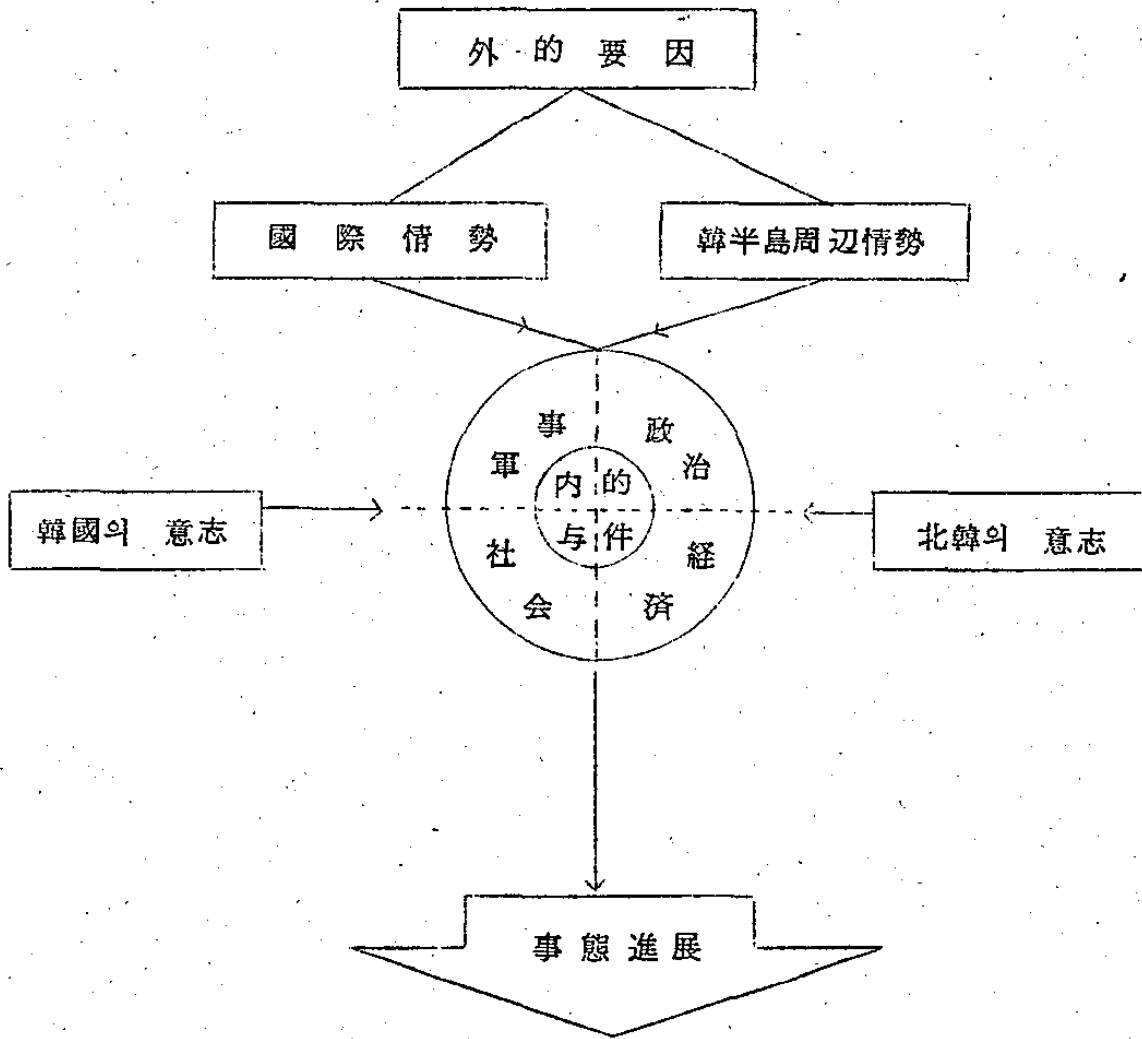 外的要因
國際情勢
韓半島周辺情勢
軍事
政治
內的
与件
社会
経済
韓國의 意志
北韓의 意志
事態進展